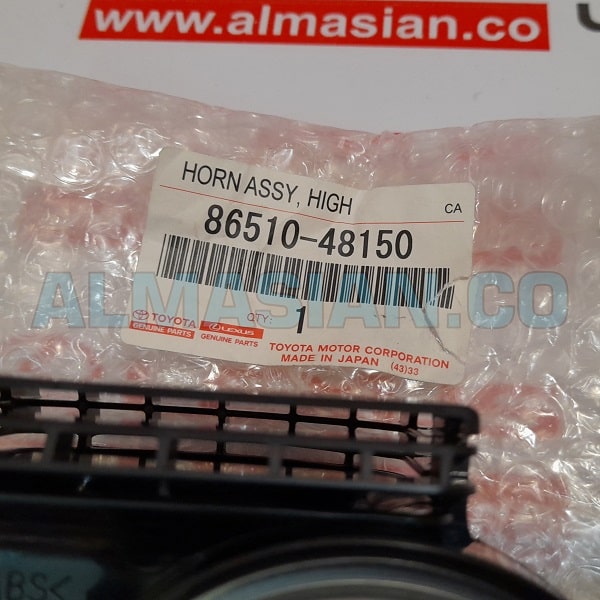 www.almasian.co
HORN ASSY, HIGH
CA
86510-48150
ALMASIAN.CO
TOYOTA
GENUINE PARTS
LEXUS
GENUINE PARTS
QTY:
1
TOYOTA MOTOR CORPORATION
MADE IN JAPAN (43)33